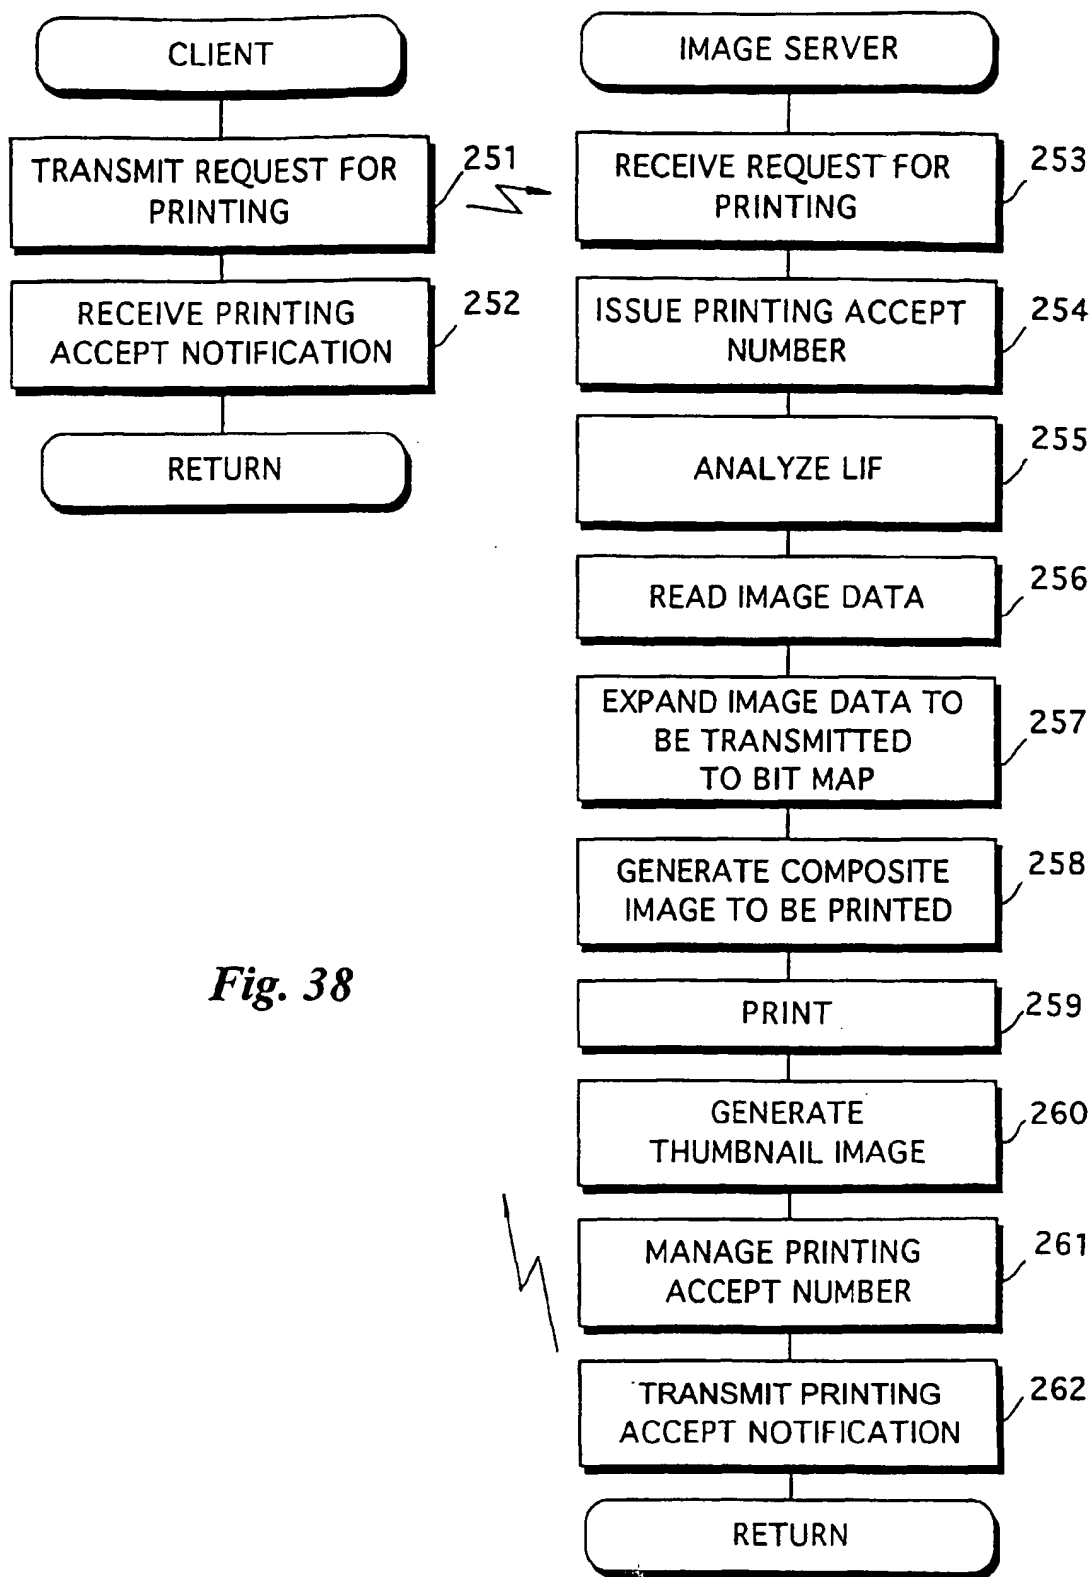 CLIENT
TRANSMIT REQUEST FOR
PRINTING
251
RECEIVE PRINTING
ACCEPT NOTIFICATION
252
RETURN
IMAGE SERVER
RECEIVE REQUEST FOR
PRINTING
253
ISSUE PRINTING ACCEPT
NUMBER
254
ANALYZE LIF
255
READ IMAGE DATA
256
EXPAND IMAGE DATA TO
BE TRANSMITTED
TO BIT MAP
257
GENERATE COMPOSITE
IMAGE TO BE PRINTED
258
PRINT
259
GENERATE
THUMBNAIL IMAGE
260
MANAGE PRINTING
ACCEPT NUMBER
261
TRANSMIT PRINTING
ACCEPT NOTIFICATION
262
RETURN
Fig. 38